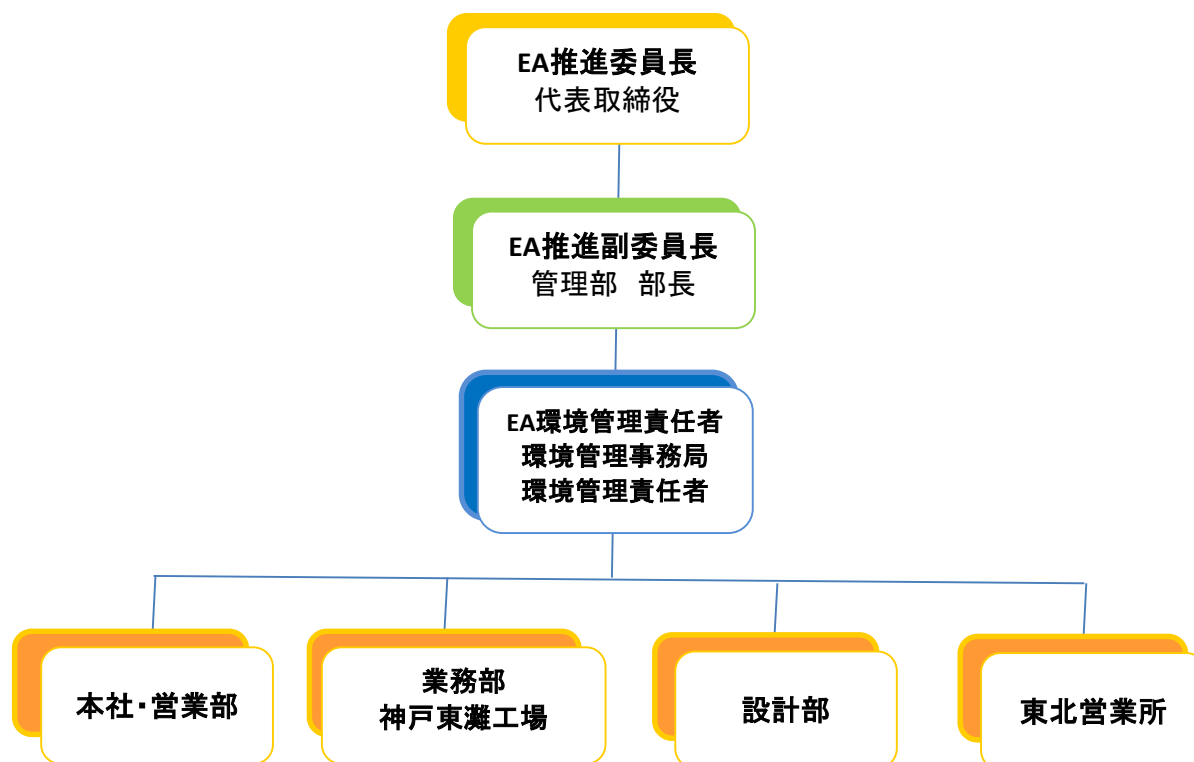 EA推進委員長
代表取締役
EA推進副委員長
管理部　部長
EA環境管理責任者
環境管理事務局
環境管理責任者
本社・営業部
業務部
神戸東灘工場
設計部
東北営業所